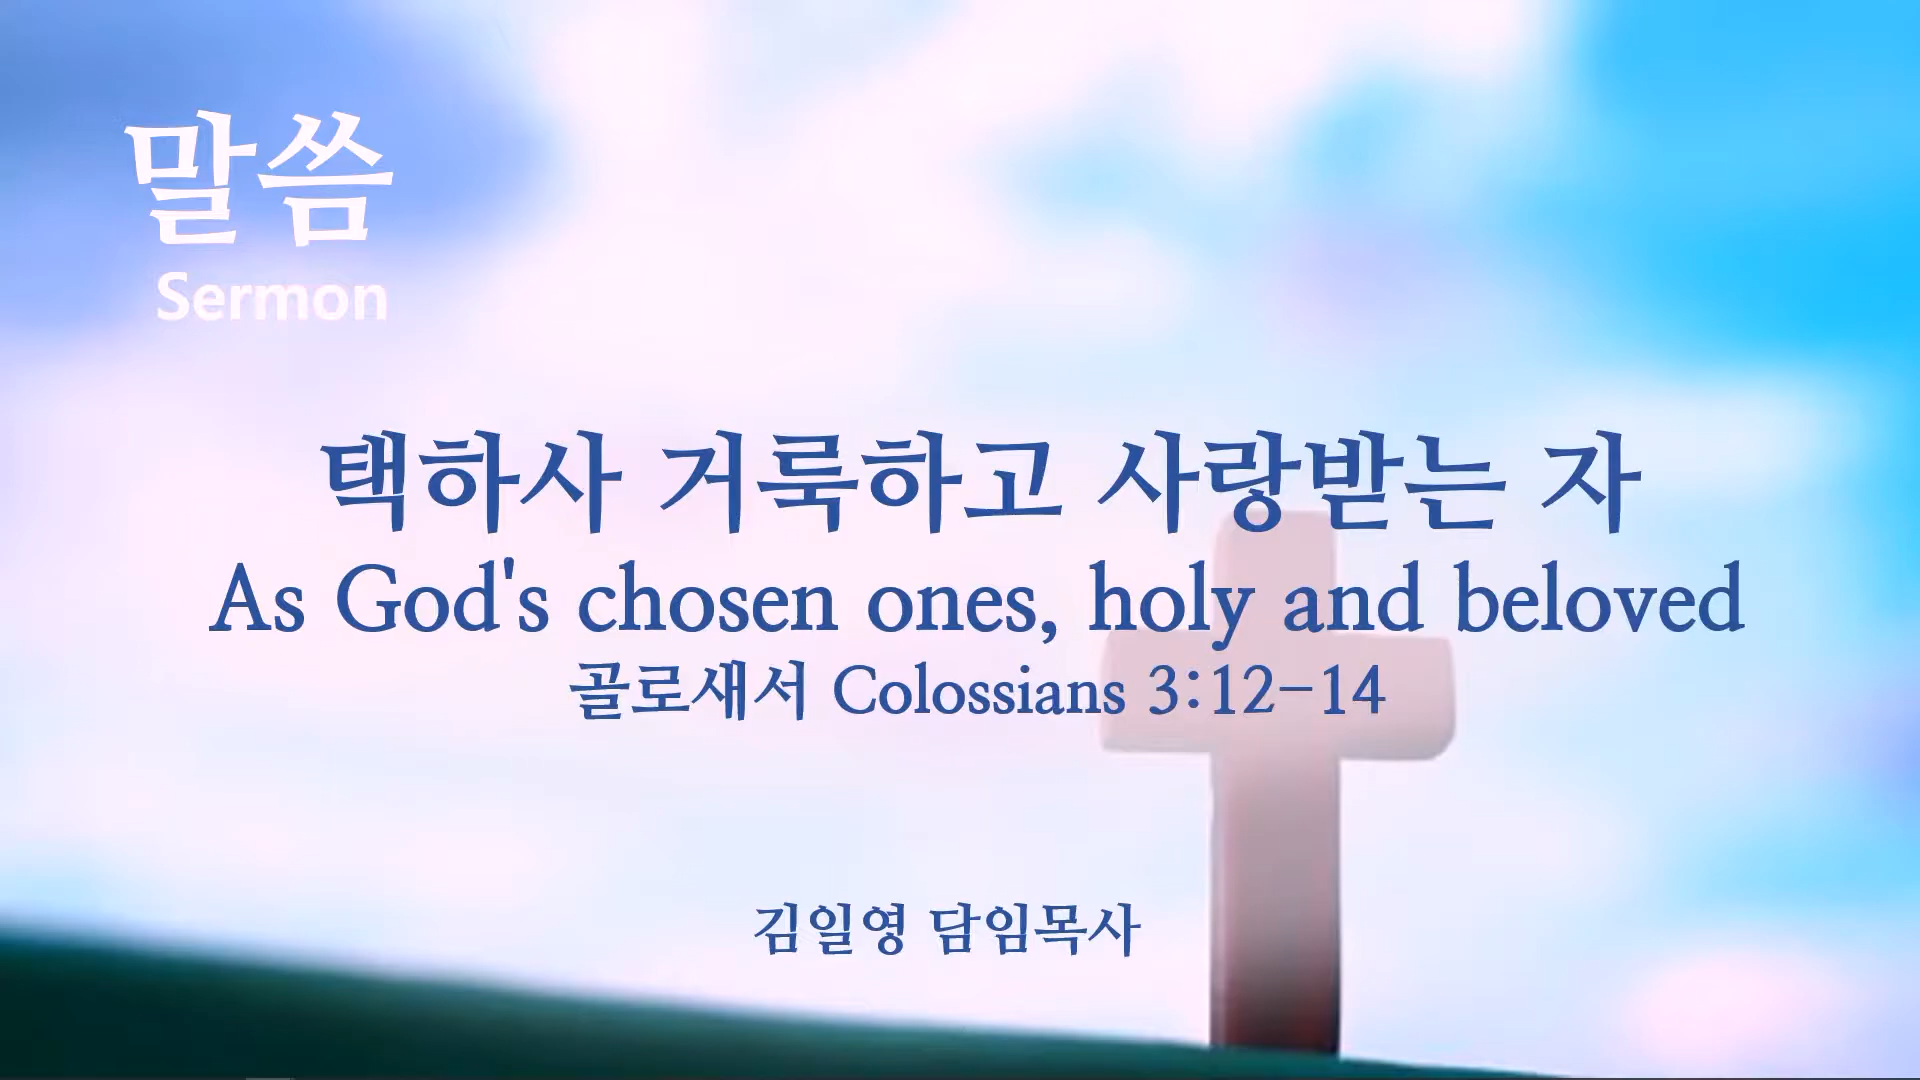 말씀
Sermon
택하사 거룩하고 사랑받는 자
As God's chosen ones, holy and beloved
골로새서 Colossians 3:12-14
김일영 담임목사